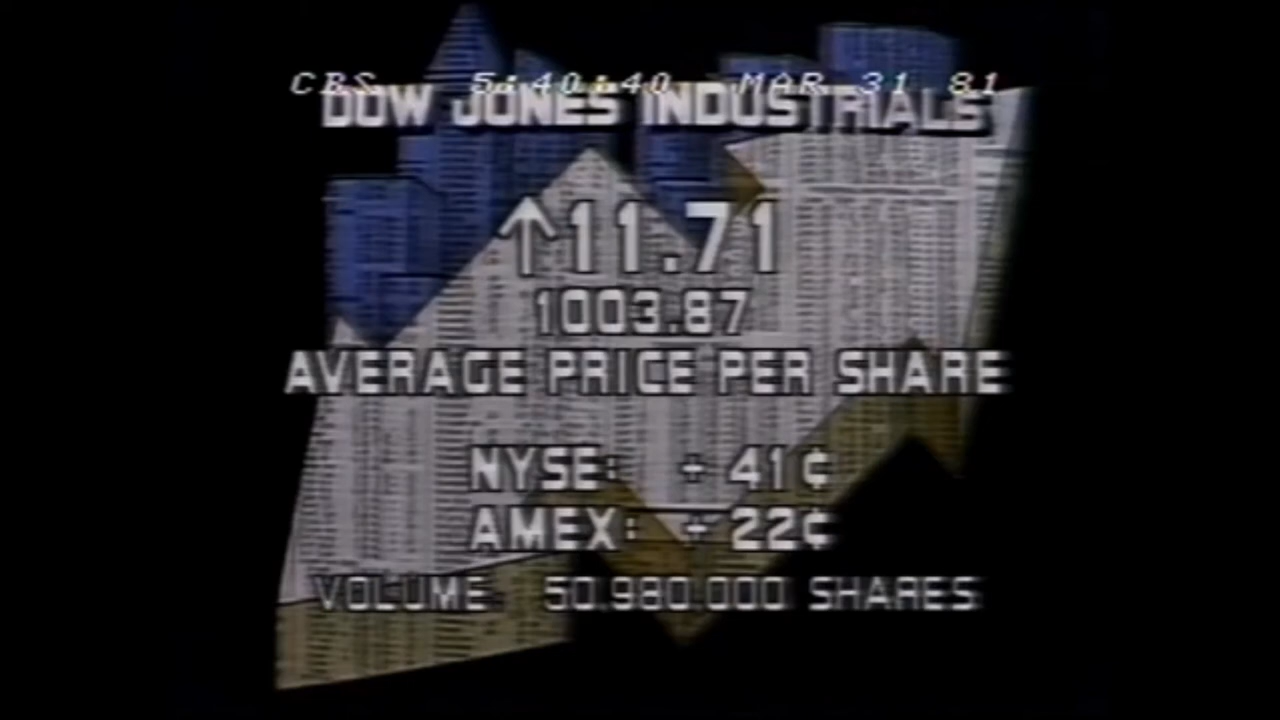 CBS 5:40:40 MAR 31 81
DOW JONES INDUSTRIALS
↑11.71
1003.87
AVERAGE PRICE PER SHARE
NYSE: + 41¢
AMEX: + 22¢
VOLUME: 50,980,000 SHARES